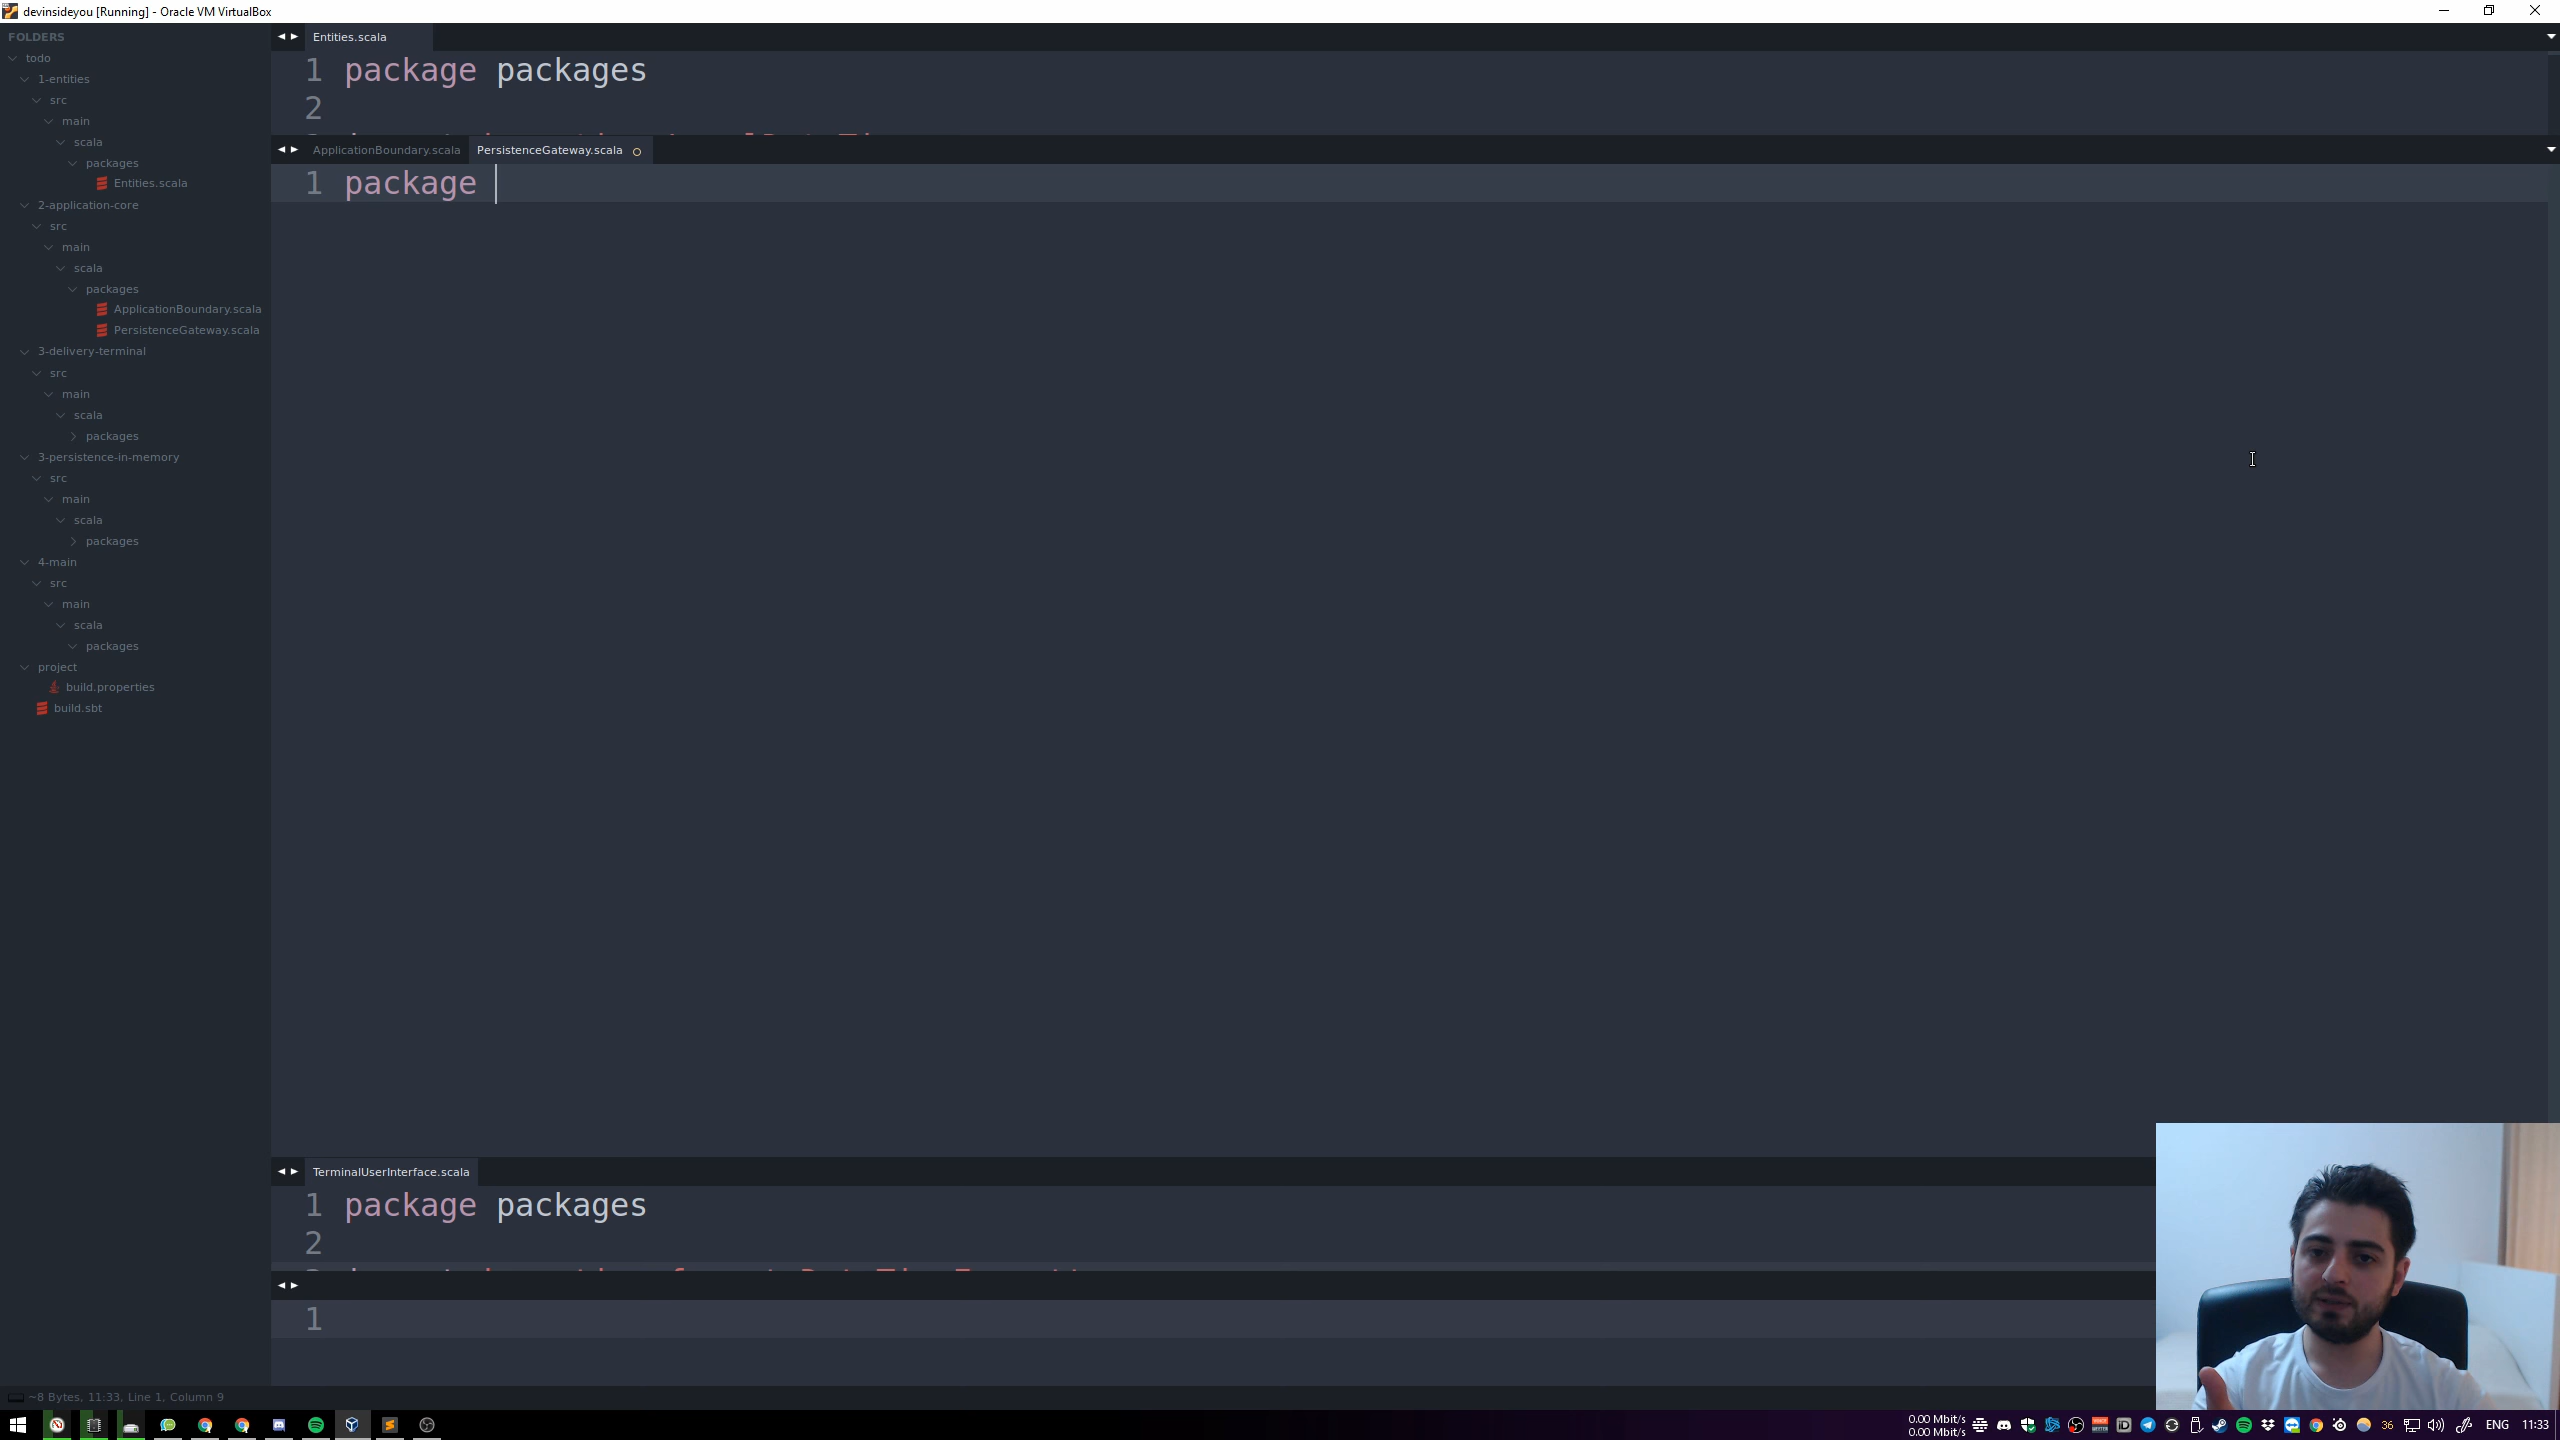 devinsideyou [Running] - Oracle VM VirtualBox
FOLDERS
todo
1-entities
src
main
scala
packages
Entities.scala
2-application-core
src
main
scala
packages
ApplicationBoundary.scala
PersistenceGateway.scala
3-delivery-terminal
src
main
scala
packages
3-persistence-in-memory
src
main
scala
packages
4-main
src
main
scala
packages
project
build.properties
build.sbt
Entities.scala
1 package packages
2
ApplicationBoundary.scala PersistenceGateway.scala
1 package
TerminalUserInterface.scala
1 package packages
2
1
~8 Bytes, 11:33, Line 1, Column 9
0.00 Mbit/s
0.00 Mbit/s
36 ENG 11:33